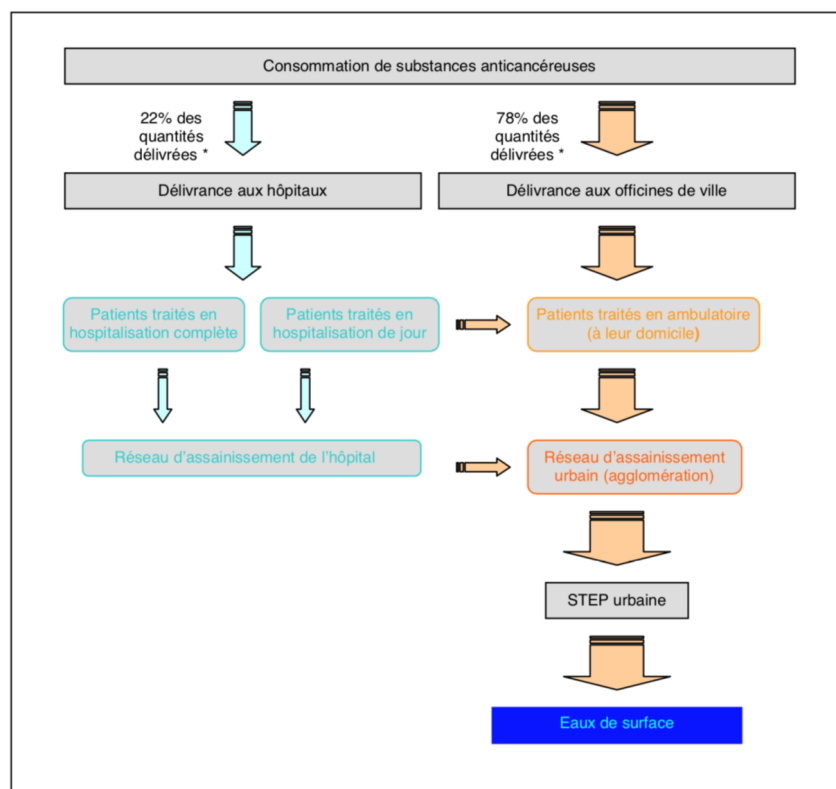 Consommation de substances anticancéreuses
22% des
quantités
délivrées *
78% des
quantités
délivrées *
Délivrance aux hôpitaux
Délivrance aux officines de ville
Patients traités en
hospitalisation complète
Patients traités en
hospitalisation de jour
Patients traités en ambulatoire
(à leur domicile)
Réseau d’assainissement de l’hôpital
Réseau d’assainissement
urbain (agglomération)
STEP urbaine
Eaux de surface